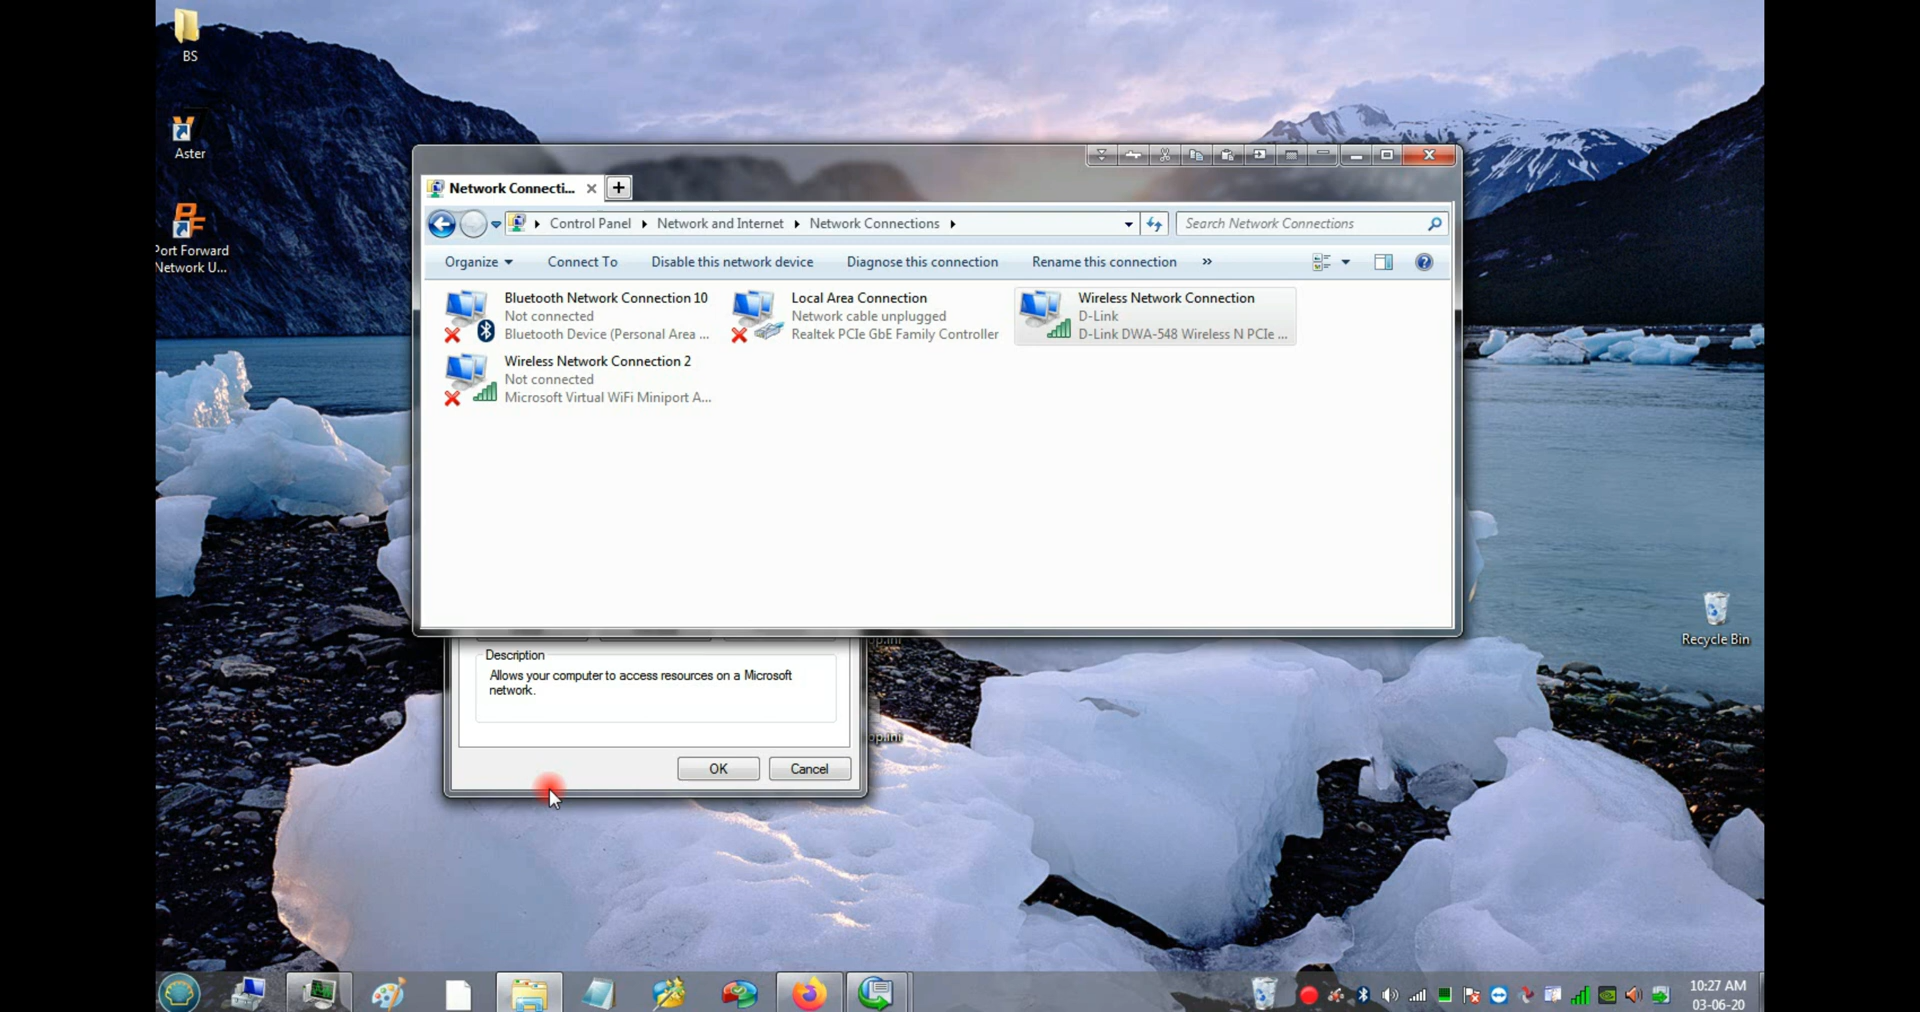 BS
Aster
Port Forward
Network U...
Network Connecti...
Control Panel
Network and Internet
Network Connections
Search Network Connections
Organize
Connect To
Disable this network device
Diagnose this connection
Rename this connection
»
Bluetooth Network Connection 10
Not connected
Bluetooth Device (Personal Area ...
Local Area Connection
Network cable unplugged
Realtek PCIe GbE Family Controller
Wireless Network Connection
D-Link
D-Link DWA-548 Wireless N PCIe ...
Wireless Network Connection 2
Not connected
Microsoft Virtual WiFi Miniport A...
Recycle Bin
Description
Allows your computer to access resources on a Microsoft
network.
op.ini
OK
Cancel
10:27 AM
03-06-20